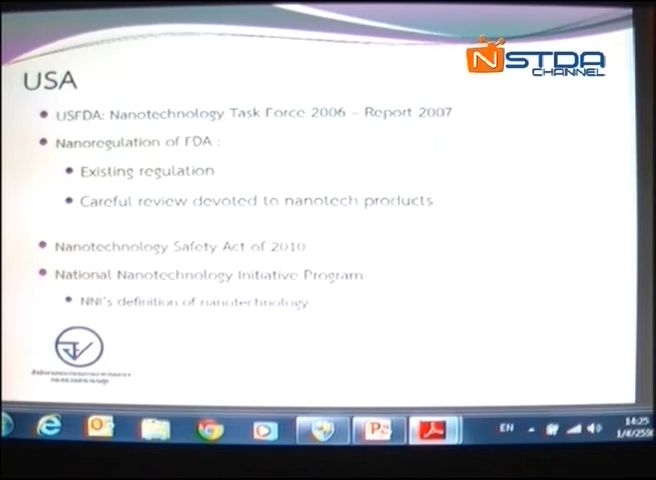 NSTDA
CHANNEL
USA
USFDA: Nanotechnology Task Force 2006 – Report 2007
Nanoregulation of FDA :
Existing regulation
Careful review devoted to nanotech products
Nanotechnology Safety Act of 2010
National Nanotechnology Initiative Program
NNI's definition of nanotechnology
EN
14:25